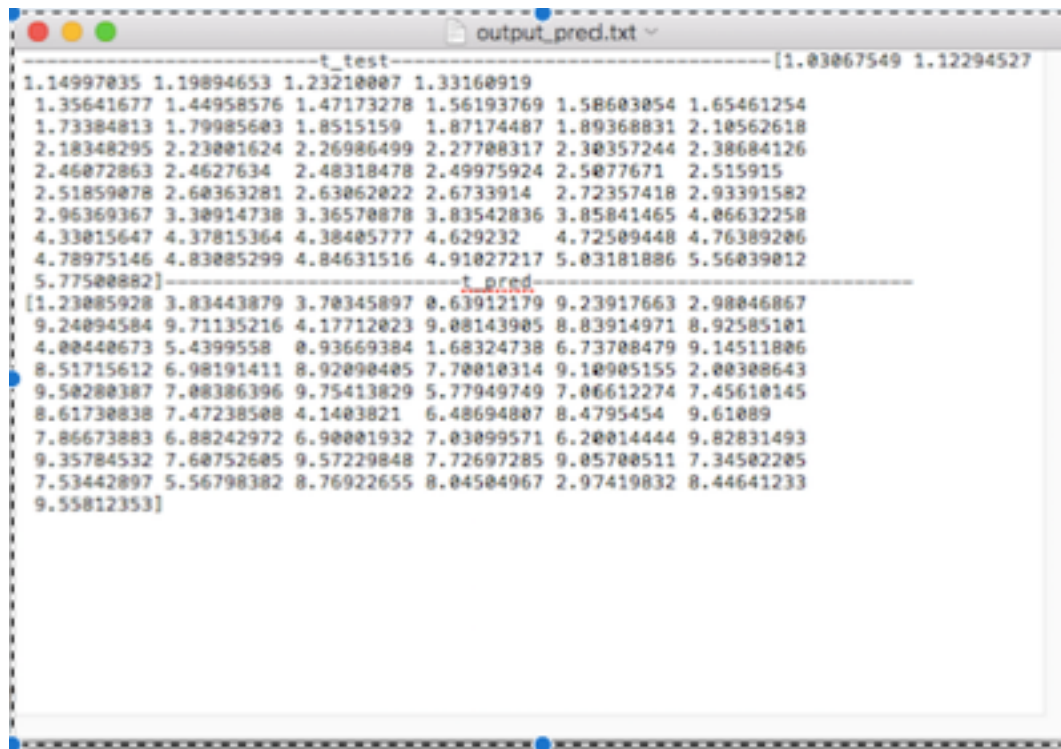 output_pred.txt
--------------------------t_test---------------------------------[1.03067549 1.12294527
1.14997035 1.19894653 1.23210007 1.33160919
1.35641677 1.44958576 1.47173278 1.56193769 1.58603054 1.65461254
1.73384813 1.79985603 1.8515159 1.87174487 1.89368831 2.10562618
2.18348295 2.23001624 2.26986499 2.27708317 2.30357244 2.38684126
2.46072863 2.4627634 2.48318478 2.49975924 2.5077671 2.515915
2.51859078 2.60363281 2.63062022 2.6733914 2.72357418 2.93391582
2.96369367 3.30914738 3.36570878 3.83542836 3.85841465 4.06632258
4.33015647 4.37815364 4.38405777 4.629232 4.72509448 4.76389206
4.78975146 4.83085299 4.84631516 4.91027217 5.03181886 5.56039012
5.77500882]--------------------------t_pred---------------------------------
[1.23085928 3.83443879 3.70345897 0.63912179 9.23917663 2.98046867
9.24094584 9.71135216 4.17712023 9.08143905 8.83914971 8.92585101
4.00440673 5.4399558 0.93669384 1.68324738 6.73708479 9.14511806
8.51715612 6.98191411 8.92090405 7.70010314 9.10905155 2.00308643
9.50280387 7.08386396 9.75413829 5.77949749 7.06612274 7.45610145
8.61730838 7.47238508 4.1403821 6.48694807 8.4795454 9.61089
7.86673883 6.88242972 6.90001932 7.03099571 6.20014444 9.82831493
9.35784532 7.60752605 9.57229848 7.72697285 9.05700511 7.34502205
7.53442897 5.56798382 8.76922655 8.04504967 2.97419832 8.44641233
9.55812353]